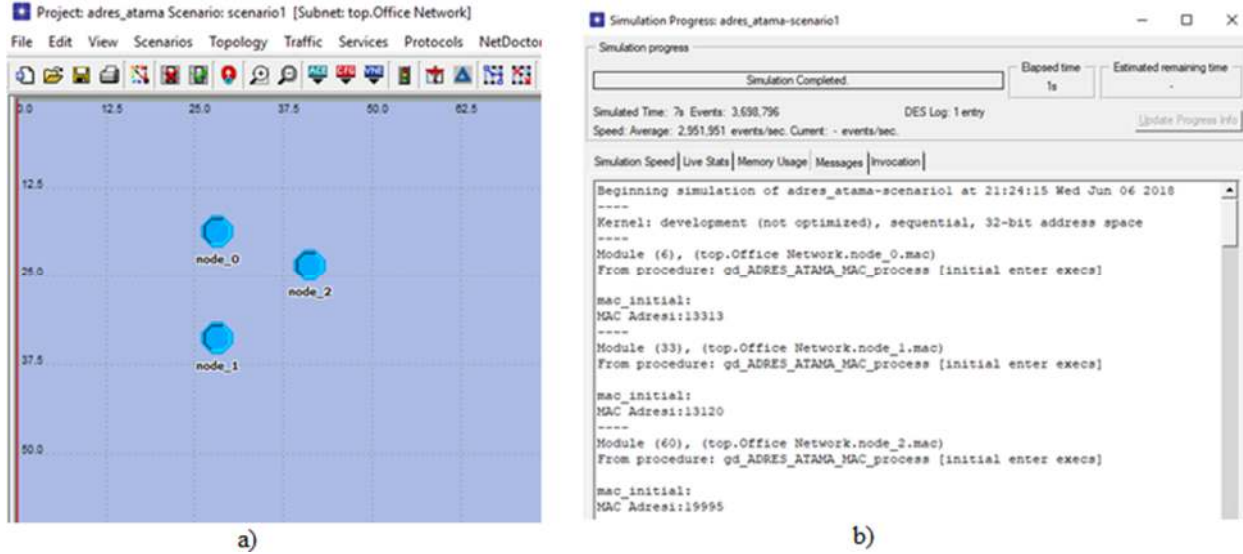 Project: adres_atama Scenario: scenario1 [Subnet: top.Office Network]
File Edit View Scenarios Topology Traffic Services Protocols NetDoctor
0.0 12.5 25.0 37.5 50.0 62.5
12.5
node_0
25.0
node_2
37.5
node_1
50.0
a)
Simulation Progress: adres_atama-scenario1
Simulation progress
Elapsed time
Estimated remaining time
Simulation Completed.
1s
-
Simulated Time: 7s Events: 3,698,796 DES Log: 1 entry
Update Progress Info
Speed: Average: 2,951,951 events/sec. Current: - events/sec.
Simulation Speed Live Stats Memory Usage Messages Invocation
Beginning simulation of adres_atama-scenario1 at 21:24:15 Wed Jun 06 2018
----
Kernel: development (not optimized), sequential, 32-bit address space
----
Module (6), (top.Office Network.node_0.mac)
From procedure: gd_ADRES_ATAMA_MAC_process [initial enter execs]
mac_initial:
MAC Adresi:13313
----
Module (33), (top.Office Network.node_1.mac)
From procedure: gd_ADRES_ATAMA_MAC_process [initial enter execs]
mac_initial:
MAC Adresi:13120
----
Module (60), (top.Office Network.node_2.mac)
From procedure: gd_ADRES_ATAMA_MAC_process [initial enter execs]
mac_initial:
MAC Adresi:19995
b)